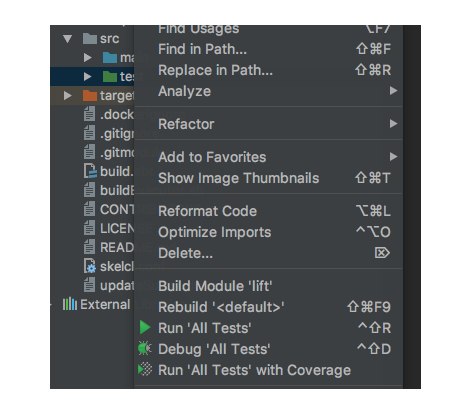 Find Usages ⌥F7
src
Find in Path... ⇧⌘F
Replace in Path... ⇧⌘R
tes
Analyze
target
.dock
Refactor
.gitig
.gitmo
Add to Favorites
build.
Show Image Thumbnails ⇧⌘T
buildE
CONT
Reformat Code ⌥⌘L
LICEN
Optimize Imports ^⌥O
READ
Delete... ⌦
skelc
updat
Build Module 'lift'
External
Rebuild '<default>' ⇧⌘F9
Run 'All Tests' ^⇧R
Debug 'All Tests' ^⇧D
Run 'All Tests' with Coverage